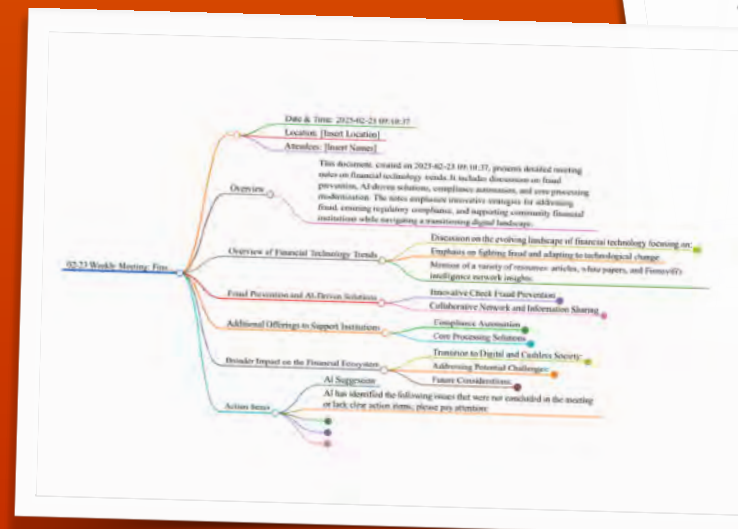 Date & Time: 2025-02-23 09:10:37
Location: [Insert Location]
Attendees: [Insert Names]
This document, created on 2025-02-23 09:10:37, presents detailed meeting
notes on financial technology trends. It includes discussion on fraud
prevention, AI-driven solutions, compliance automation, and core processing
modernization. The notes emphasize innovative strategies for addressing
fraud, ensuring regulatory compliance, and supporting community financial
institutions while navigating a transitioning digital landscape.
Overview
Discussion on the evolving landscape of financial technology focusing on:
Overview of Financial Technology Trends
Emphasis on fighting fraud and adapting to technological change.
Mention of a variety of resources: articles, white papers, and
intelligence network insights.
02-23 Weekly Meeting:
Fraud Prevention and AI-Driven Solutions
Innovative Check Fraud Prevention
Collaborative Network and Information Sharing
Additional Offerings to Support Institutions
Compliance Automation
Core Processing Solutions
Broader Impact on the Financial Ecosystem
Transition to Digital and Cashless Society:
Addressing Potential Challenges:
Future Considerations:
Action Items
AI Suggestion
AI has identified the following issues that were not concluded in the meeting
or lack clear action items, please pay attention: